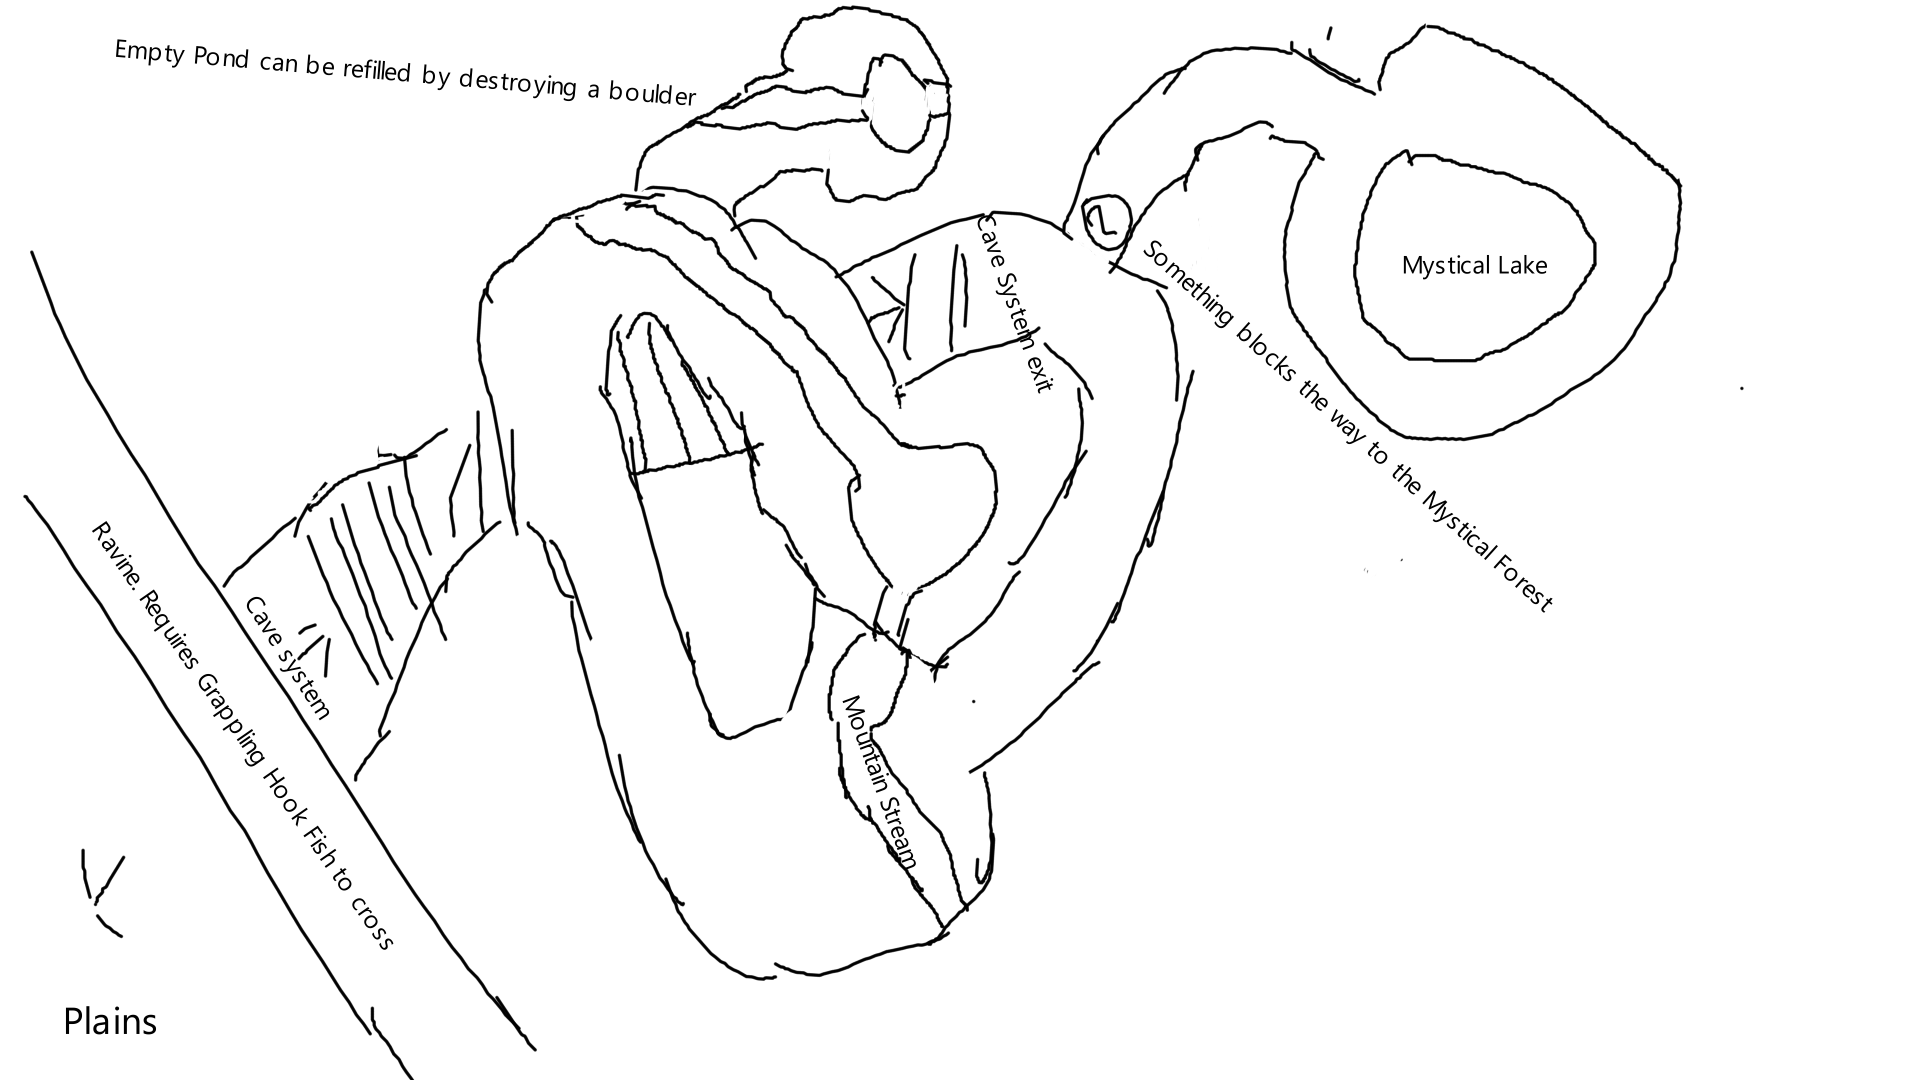 Empty Pond can be refilled by destroying a boulder
Cave System exit
Something blocks the way to the Mystical Forest
Mystical Lake
Ravine. Requires Grappling Hook Fish to cross
Cave system
Mountain Stream
Plains